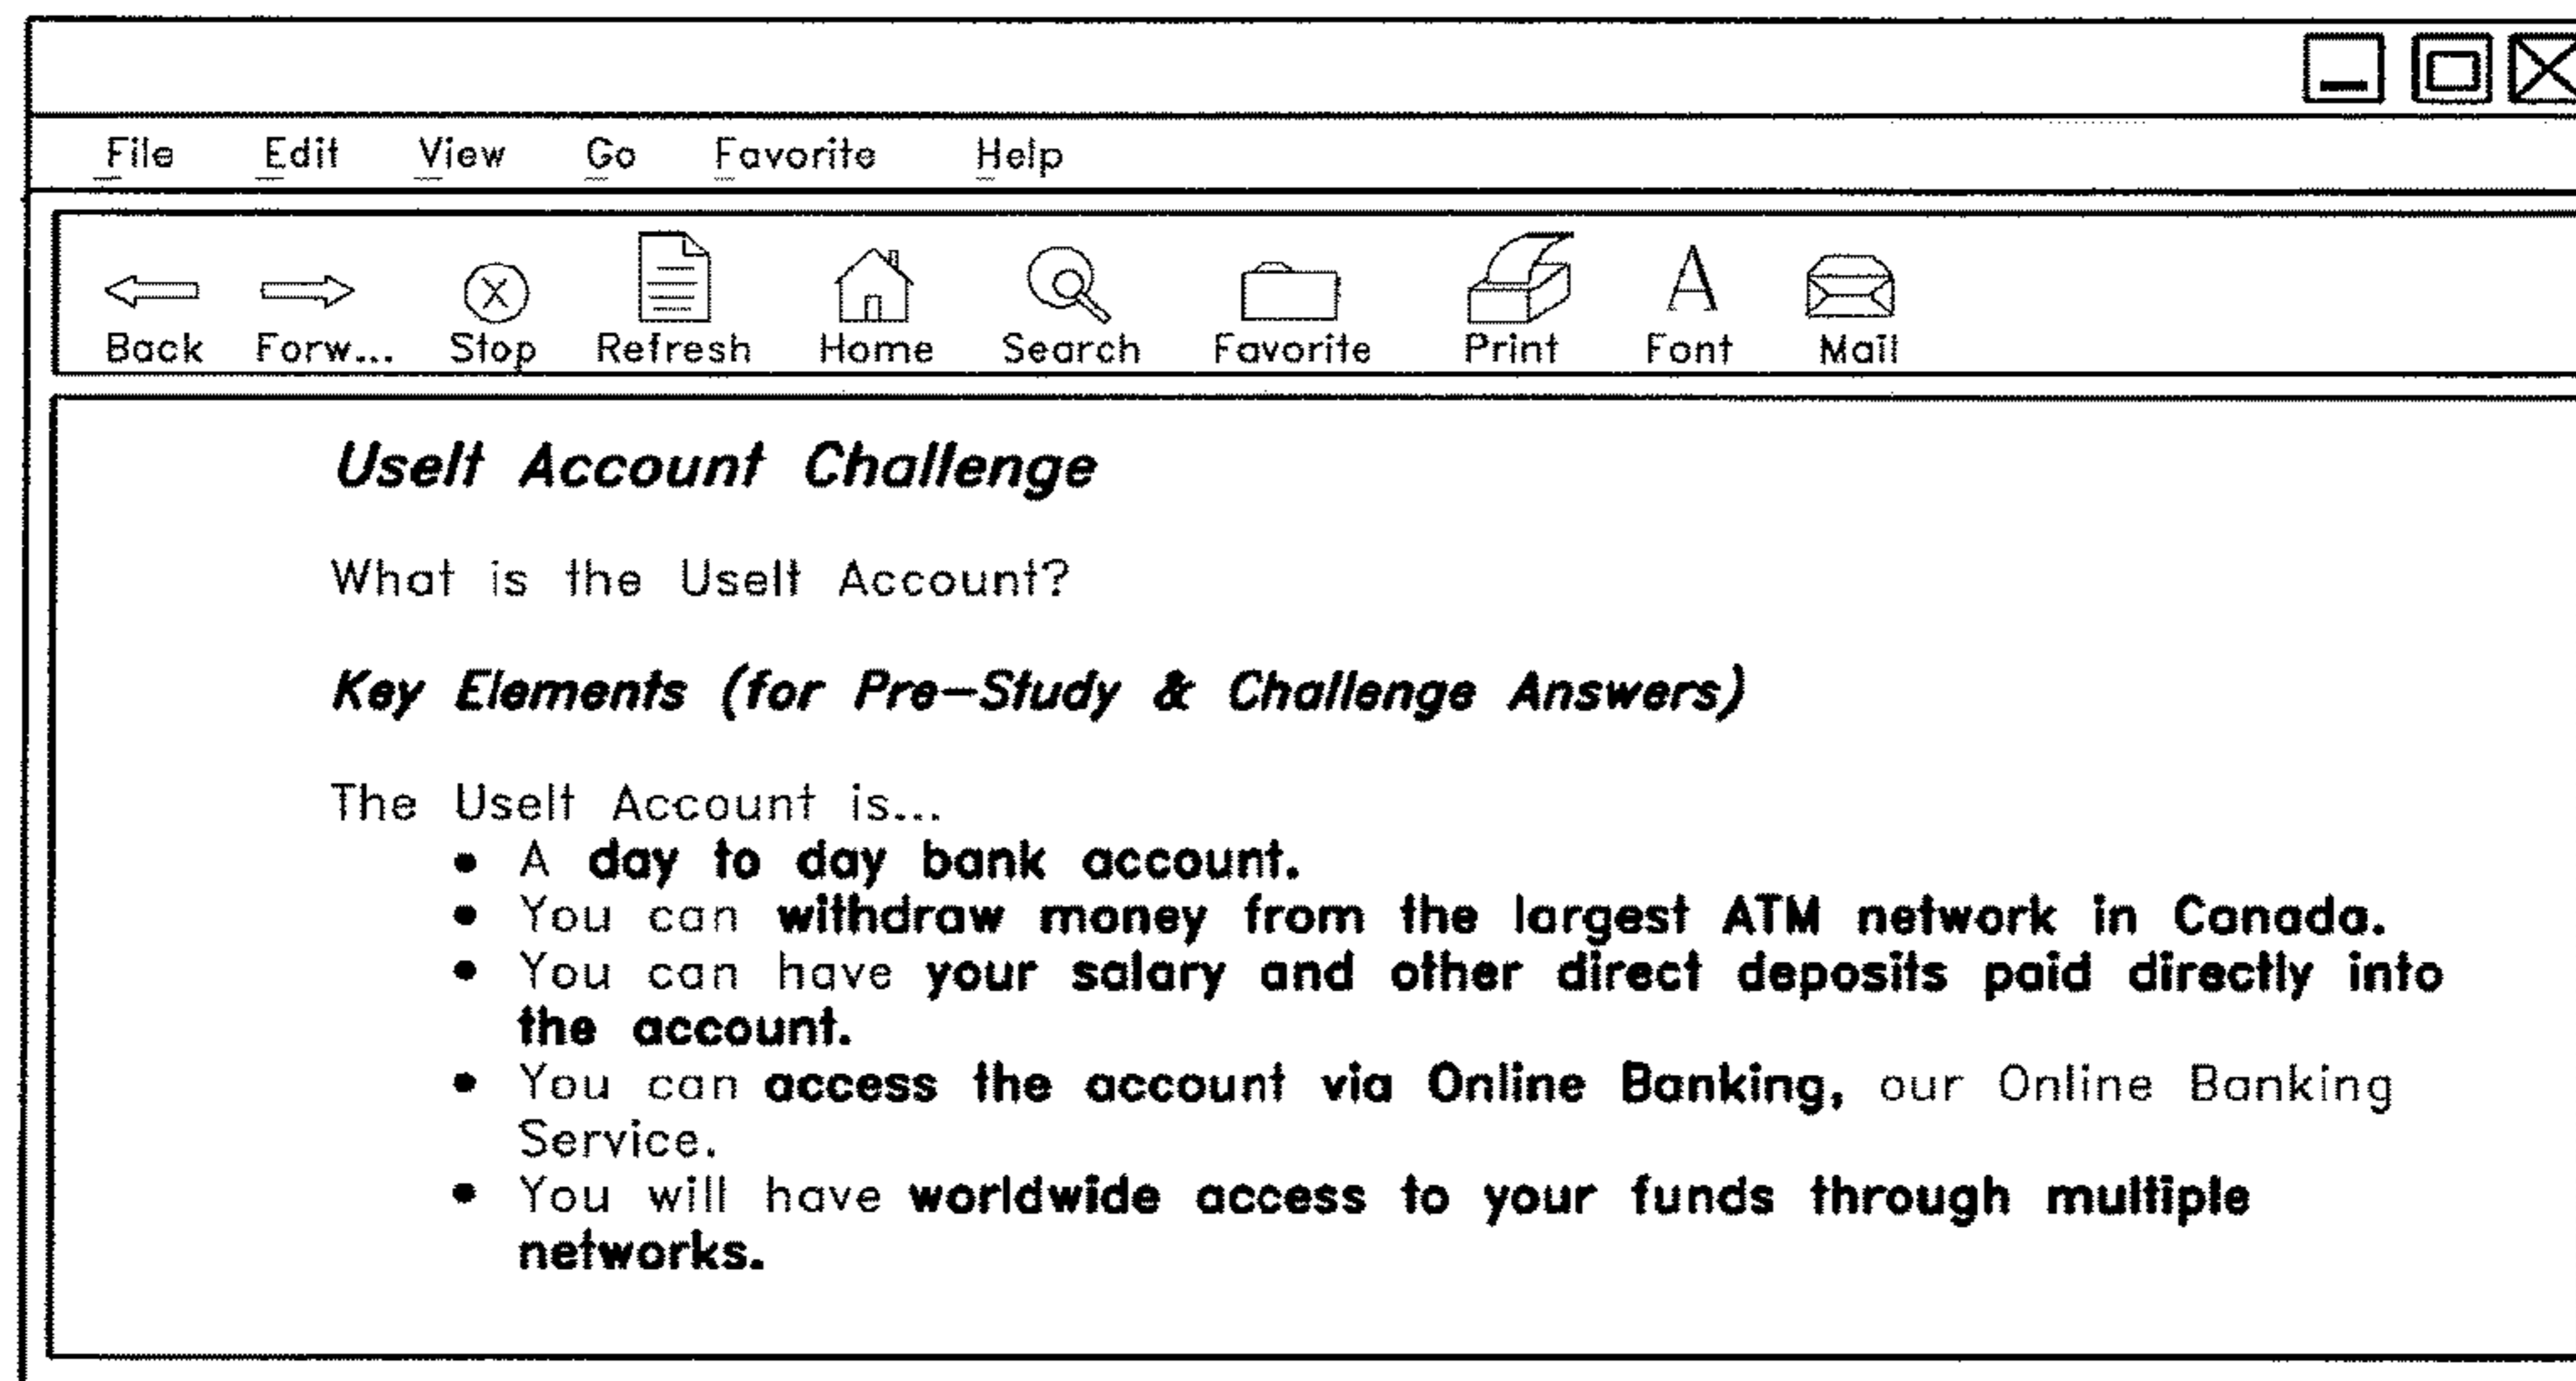 File Edit View Go Favorite Help
Back Forw... Stop Refresh Home Search Favorite Print Font Mail
UseIt Account Challenge
What is the UseIt Account?
Key Elements (for Pre-Study & Challenge Answers)
The UseIt Account is...
• A day to day bank account.
• You can withdraw money from the largest ATM network in Canada.
• You can have your salary and other direct deposits paid directly into
the account.
• You can access the account via Online Banking, our Online Banking
Service.
• You will have worldwide access to your funds through multiple
networks.